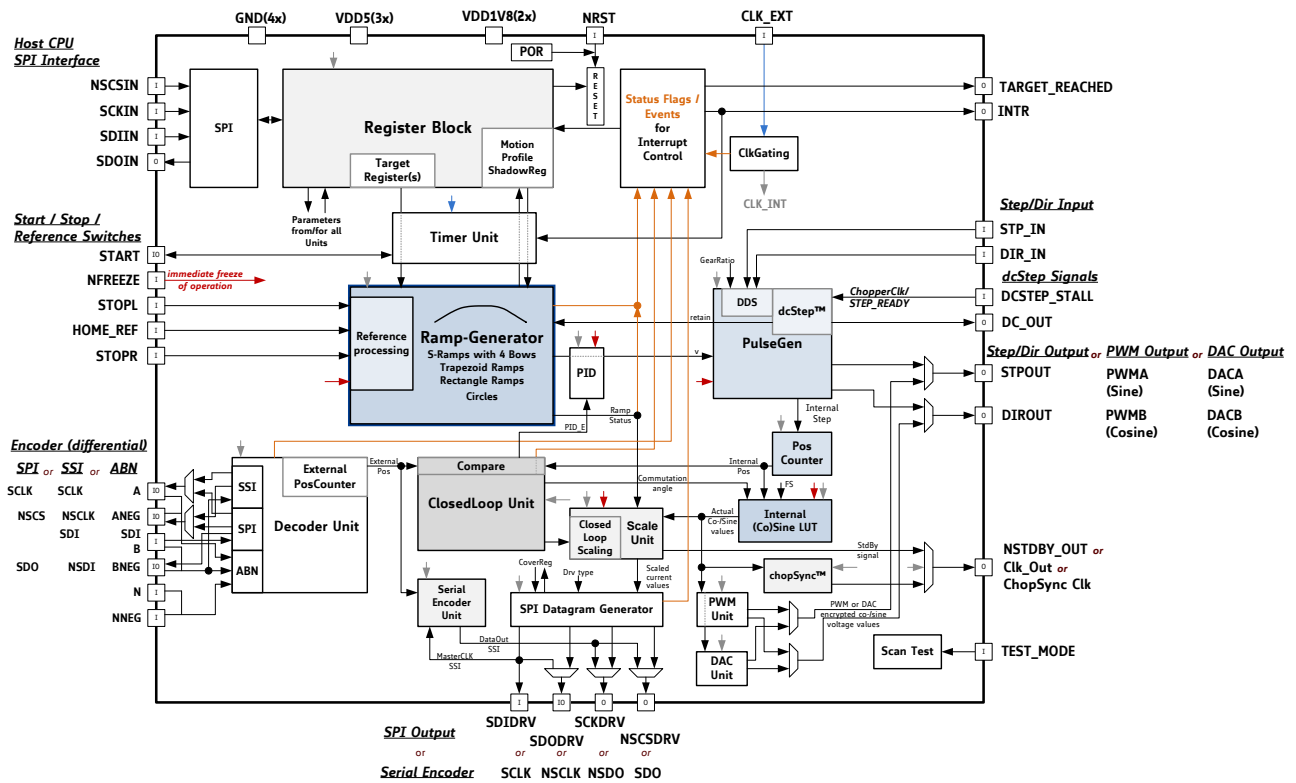 GND(4x)
VDD5(3x)
VDD1V8(2x)
NRST
CLK_EXT
Host CPU
SPI Interface
I
I
POR
NSCSIN
I
SCKIN
I
SDIIN
I
SDOIN
O
SPI
Register Block
Target
Register(s)
Motion
Profile
ShadowReg
R
E
S
E
T
Status Flags /
Events
for
Interrupt
Control
ClkGating
CLK_INT
O
TARGET_REACHED
O
INTR
Parameters
from/for all
Units
Timer Unit
Start / Stop /
Reference Switches
START
IO
NFREEZE
I
immediate freeze
of operation
STOPL
I
HOME_REF
I
STOPR
I
Step/Dir Input
I
STP_IN
I
DIR_IN
dcStep Signals
I
DCSTEP_STALL
O
DC_OUT
Reference
processing
Ramp-Generator
S-Ramps with 4 Bows
Trapezoid Ramps
Rectangle Ramps
Circles
PID
PID_E
Ramp
Status
retain
v
GearRatio
DDS
dcStep™
PulseGen
ChopperClk/
STEP_READY
Step/Dir Output or PWM Output or DAC Output
O
STPOUT
PWMA
(Sine)
DACA
(Sine)
O
DIROUT
PWMB
(Cosine)
DACB
(Cosine)
Internal
Step
Pos
Counter
Encoder (differential)
SPI or SSI or ABN
SCLK
SCLK
A
IO
NSCS
NSCLK
ANEG
IO
SDI
SDI
I
B
SDO
NSDI
BNEG
IO
N
I
NNEG
I
SSI
SPI
ABN
External
PosCounter
Decoder Unit
External
Pos
Compare
ClosedLoop Unit
Internal
Pos
Commutation
angle
FS
Internal
(Co)Sine LUT
Actual
Co-/Sine
values
Closed
Loop
Scaling
Scale
Unit
StdBy
signal
chopSync™
O
NSTDBY_OUT or
Clk_Out or
ChopSync Clk
Serial
Encoder
Unit
CoverReg
Drv type
Scaled
current
values
SPI Datagram Generator
PWM
Unit
DAC
Unit
PWM or DAC
encrypted co-/sine
voltage values
Scan Test
I
TEST_MODE
DataOut
SSI
MasterCLK
SSI
I
IO
O
O
SDIDRV
SCKDRV
SDODRV
NSCSDRV
SPI Output
or
or
or
or
Serial Encoder
SCLK
NSCLK
NSDO
SDO